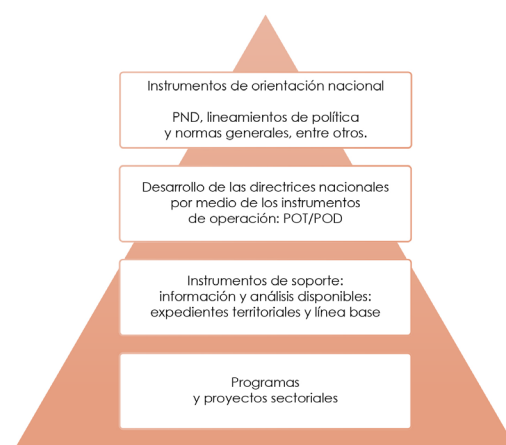 Instrumentos de orientación nacional
PND, lineamientos de política
y normas generales, entre otros.
Desarrollo de las directrices nacionales
por medio de los instrumentos
de operación: POT/POD
Instrumentos de soporte:
información y análisis disponibles:
expedientes territoriales y línea base
Programas
y proyectos sectoriales